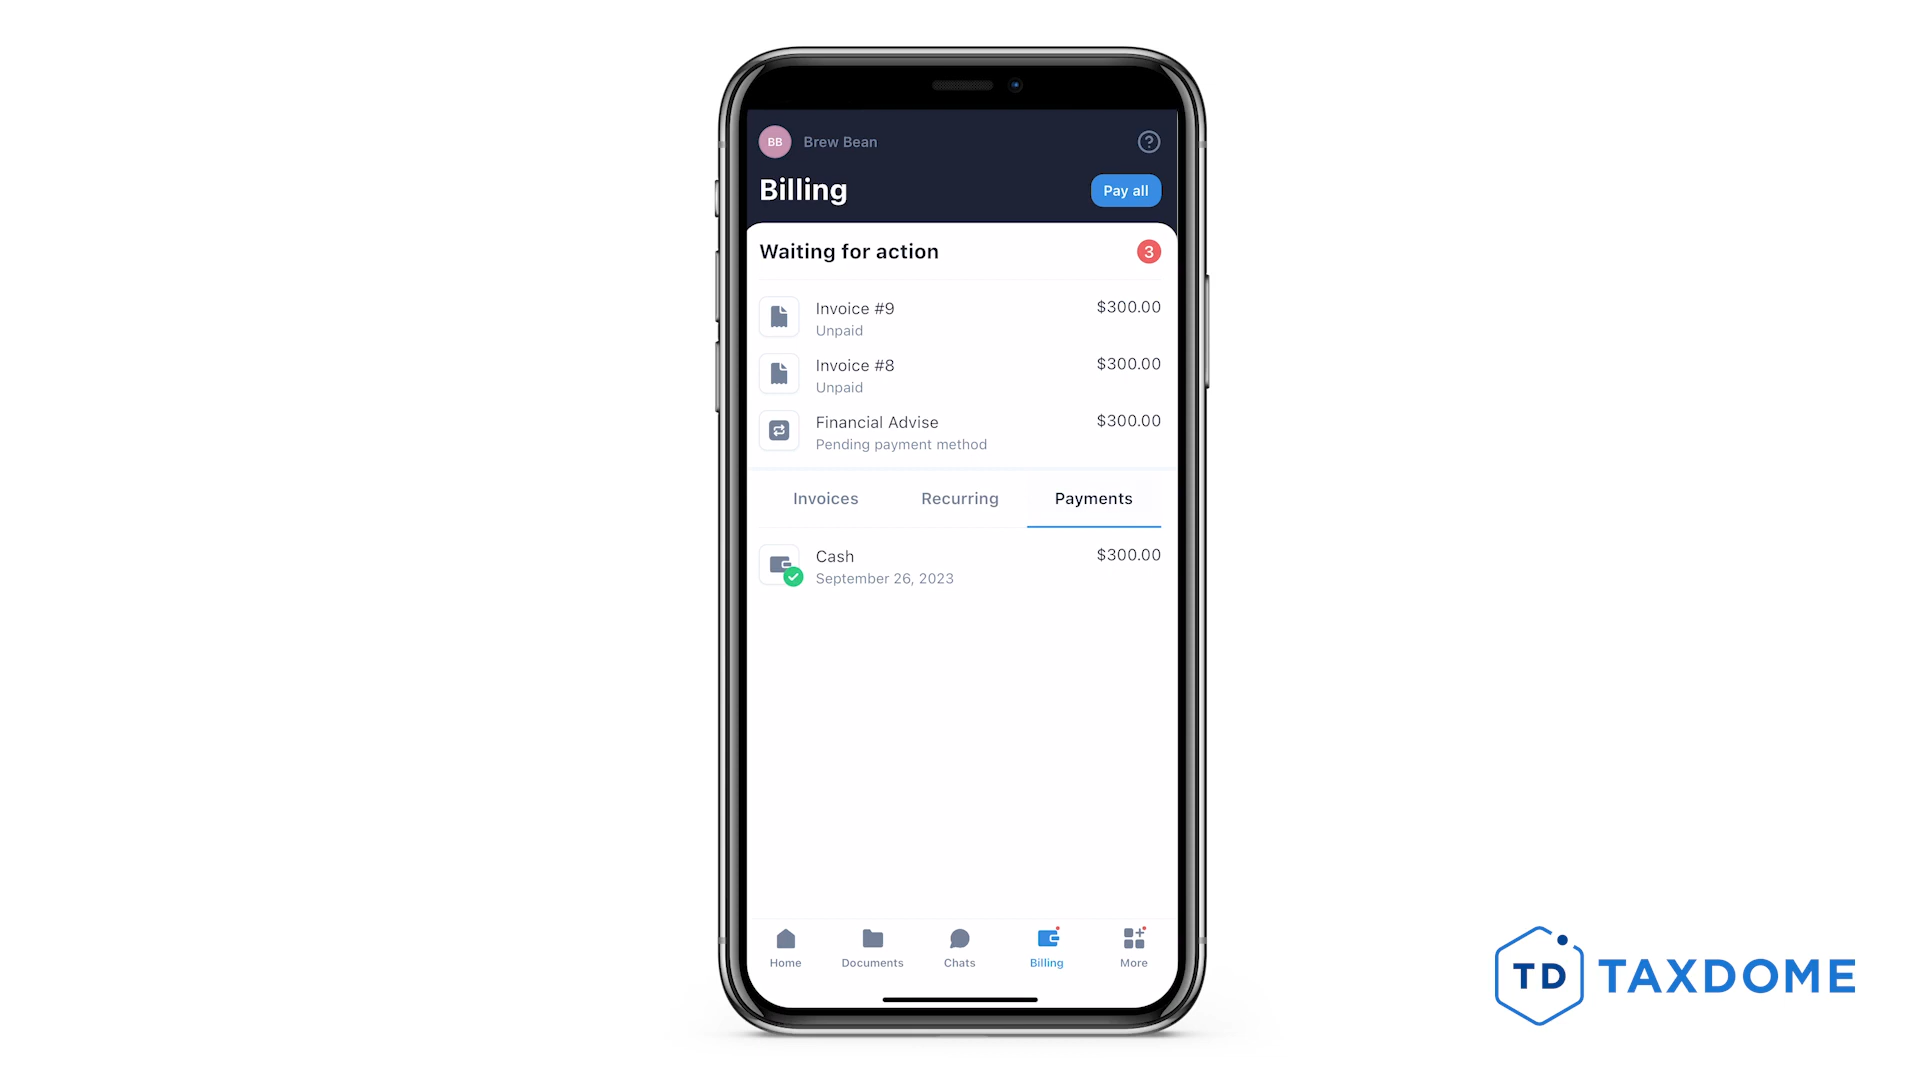 BB Brew Bean
Billing
Pay all
Waiting for action 3
Invoice #9 $300.00
Unpaid
Invoice #8 $300.00
Unpaid
Financial Advise $300.00
Pending payment method
Invoices Recurring Payments
Cash $300.00
September 26, 2023
Home Documents Chats Billing More
TD TAXDOME